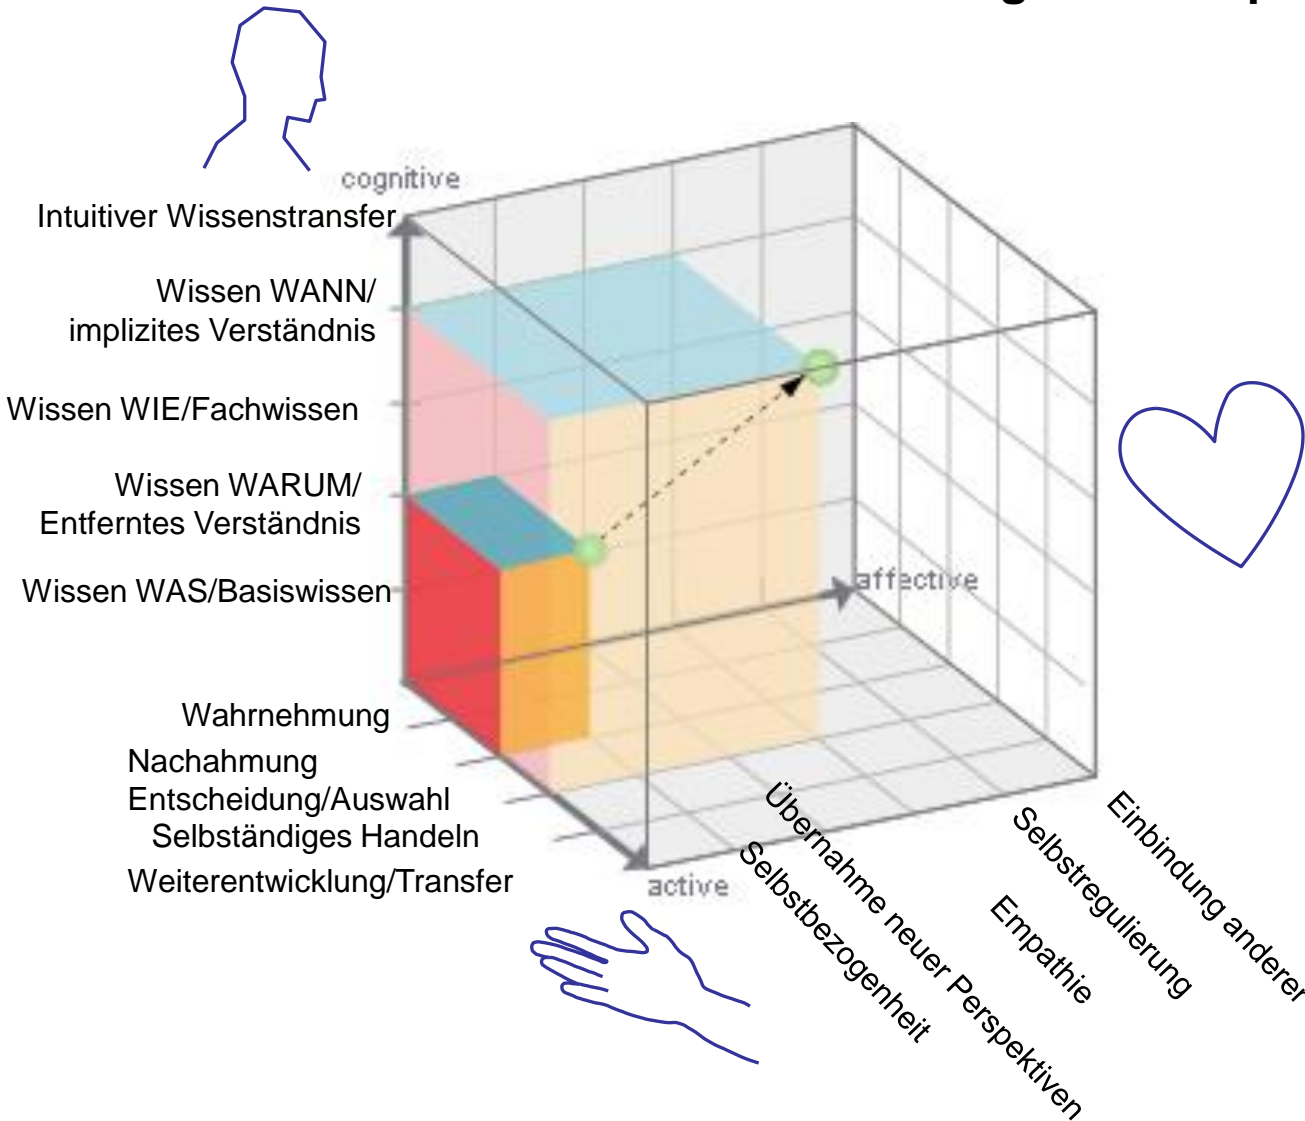 cognitive
Intuitiver Wissenstransfer
Wissen WANN/
implizites Verständnis
Wissen WIE/Fachwissen
Wissen WARUM/
Entferntes Verständnis
Wissen WAS/Basiswissen
affective
Wahrnehmung
Nachahmung
Entscheidung/Auswahl
Selbständiges Handeln
Weiterentwicklung/Transfer
active
Selbstbezogenheit
Übernahme neuer Perspektiven
Empathie
Selbstregulierung
Einbindung anderer